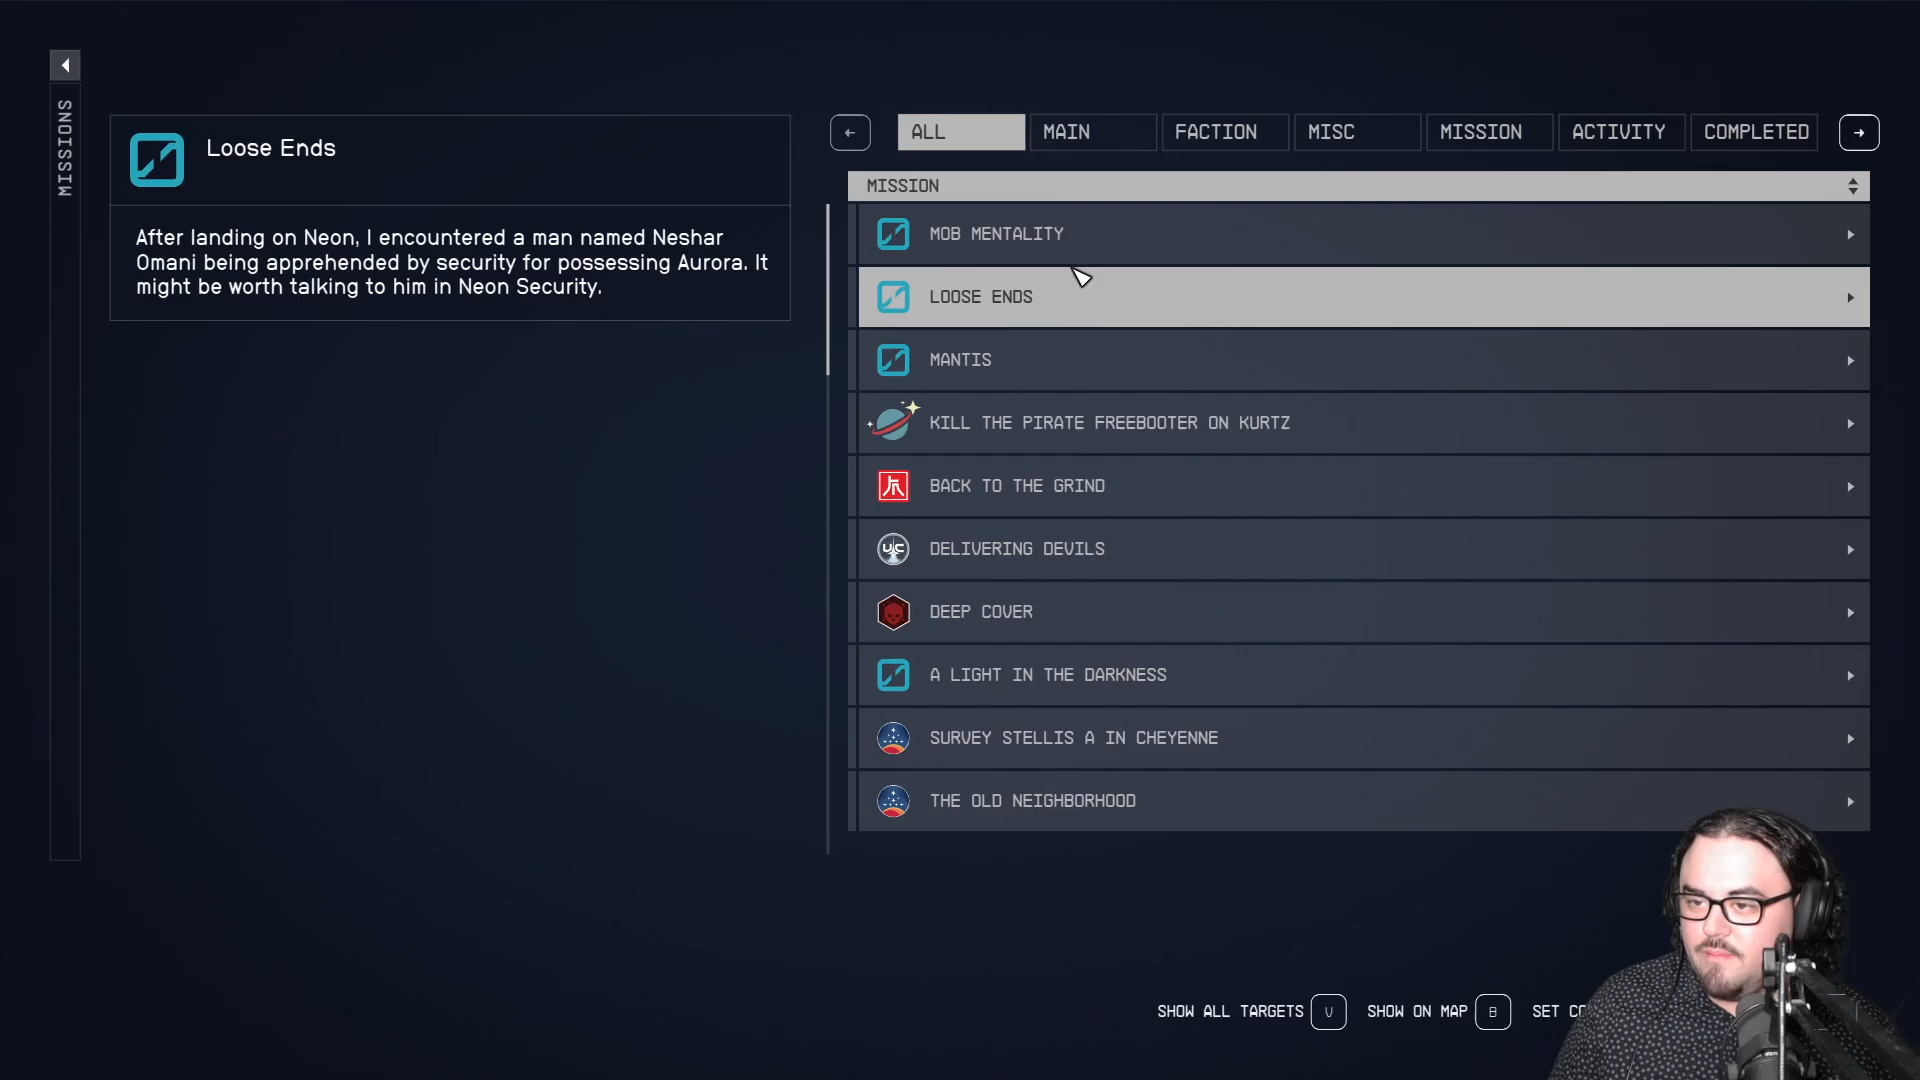 MISSIONS
Loose Ends
After landing on Neon, I encountered a man named Neshar
Omani being apprehended by security for possessing Aurora. It
might be worth talking to him in Neon Security.
ALL MAIN FACTION MISC MISSION ACTIVITY COMPLETED
MISSION
MOB MENTALITY
LOOSE ENDS
MANTIS
KILL THE PIRATE FREEBOOTER ON KURTZ
BACK TO THE GRIND
UC DELIVERING DEVILS
DEEP COVER
A LIGHT IN THE DARKNESS
SURVEY STELLIS A IN CHEYENNE
THE OLD NEIGHBORHOOD
SHOW ALL TARGETS V SHOW ON MAP B SET